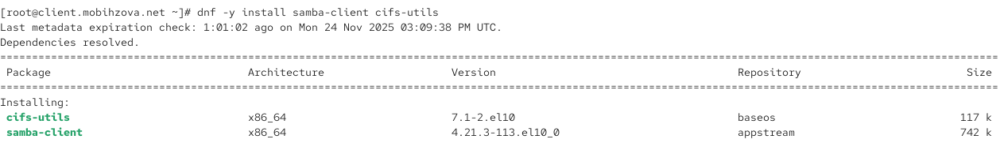 [root@client.mobihzova.net ~]# dnf -y install samba-client cifs-utils
Last metadata expiration check: 1:01:02 ago on Mon 24 Nov 2025 03:09:38 PM UTC.
Dependencies resolved.
================================================================================
Package Architecture Version Repository Size
================================================================================
Installing:
cifs-utils x86_64 7.1-2.el10 baseos 117 k
samba-client x86_64 4.21.3-113.el10_0 appstream 742 k